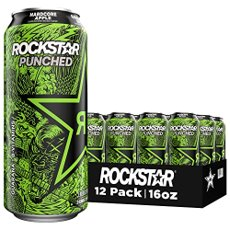 HARDCORE
APPLE
ROCKSTAR
PUNCHED
ROCKSTAR
12 Pack | 16oz